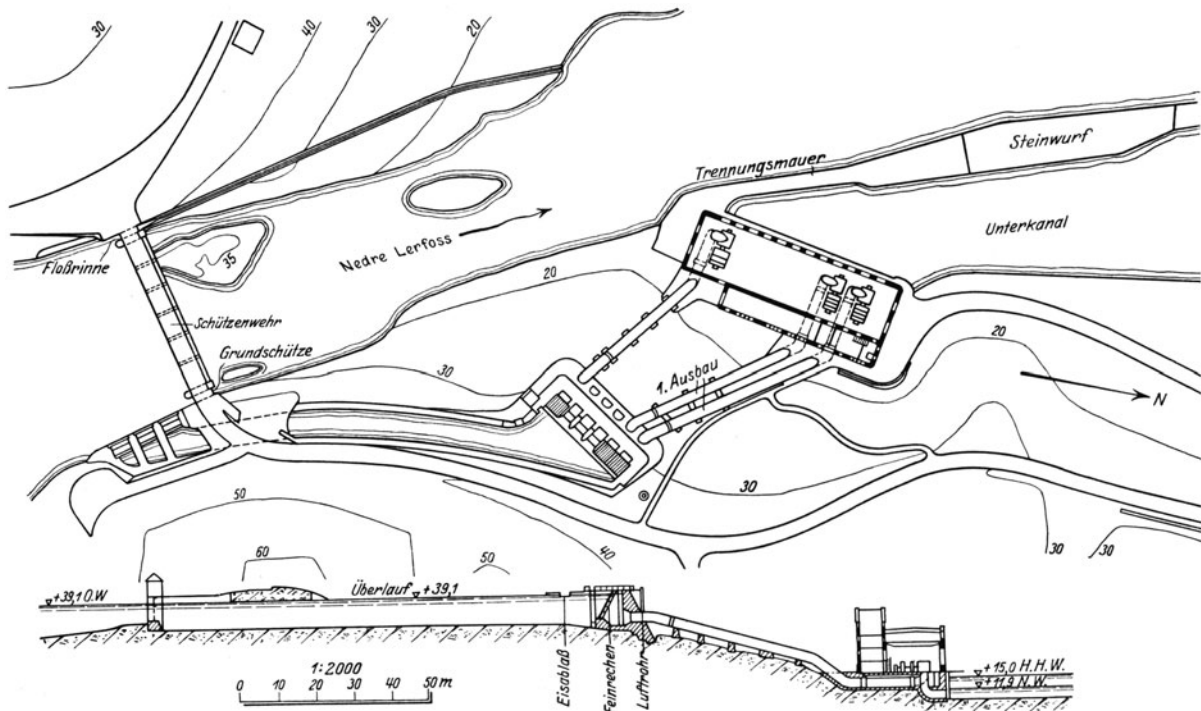 30
40
30
20
Steinwurf
Trennungsmauer
Unterkanal
Floßrinne
35
Nedre Lerfoss
20
Schützenwehr
Grundschütze
20
30
1. Ausbau
N
30
50
40
30
30
60
50
+39,1 O.W
Überlauf
+39,1
1:2000
0 10 20 30 40 50 m
Eisablaß
Feinrechen
Luftrohr
+15,0 H.H.W.
+11,9 N.W.